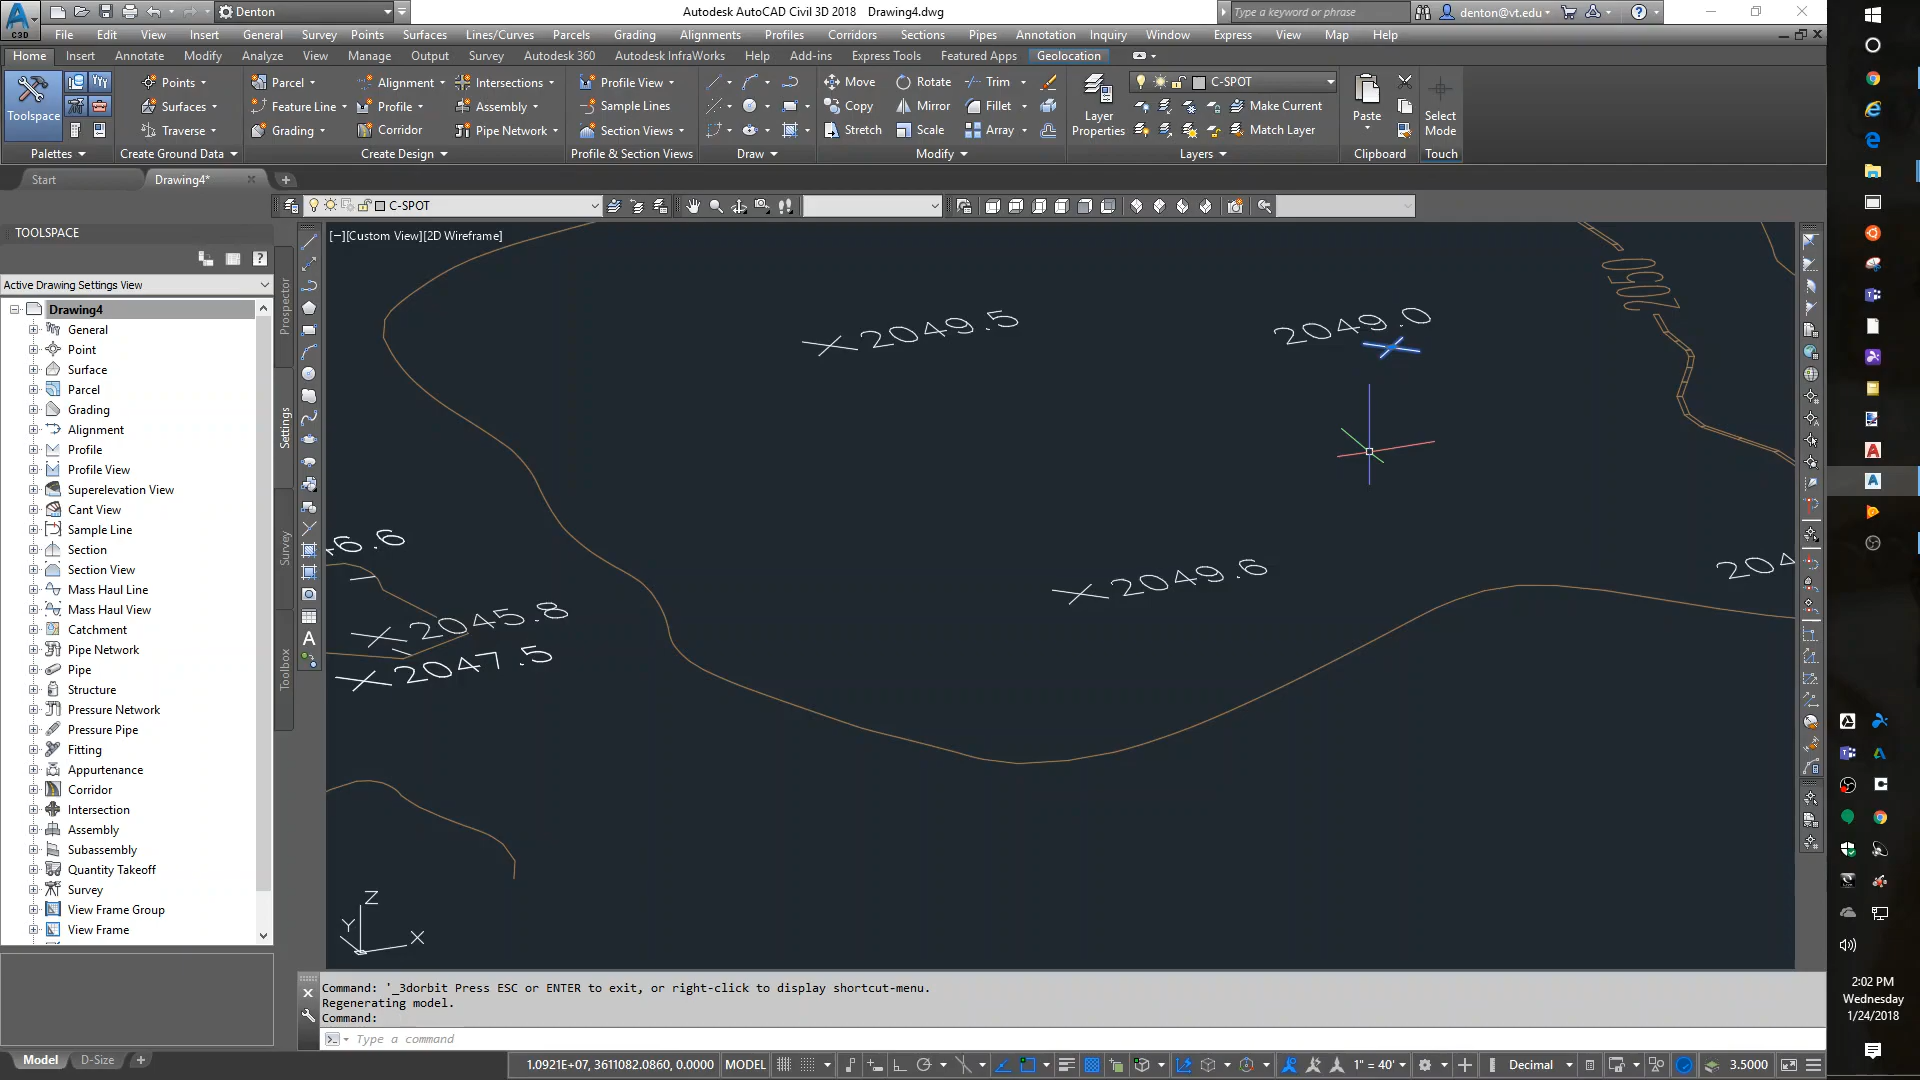 Denton
Autodesk AutoCAD Civil 3D 2018 Drawing4.dwg
Type a keyword or phrase
denton@vt.edu
C3D
File Edit View Insert General Survey Points Surfaces Lines/Curves Parcels Grading Alignments Profiles Corridors Sections Pipes Annotation Inquiry Window Express View Map Help
Home Insert Annotate Modify Analyze View Manage Output Survey Autodesk 360 Autodesk InfraWorks Help Add-ins Express Tools Featured Apps Geolocation
Toolspace
Points
Surfaces
Traverse
Parcel
Feature Line
Grading
Alignment
Profile
Corridor
Intersections
Assembly
Pipe Network
Profile View
Sample Lines
Section Views
Move
Copy
Stretch
Rotate
Mirror
Scale
Trim
Fillet
Array
Layer
Properties
C-SPOT
Make Current
Match Layer
Paste
Select
Mode
Palettes Create Ground Data Create Design Profile & Section Views Draw Modify Layers Clipboard Touch
Start
Drawing4*
C-SPOT
TOOLSPACE
Active Drawing Settings View
Drawing4
General
Point
Surface
Parcel
Grading
Alignment
Profile
Profile View
Superelevation View
Cant View
Sample Line
Section
Section View
Mass Haul Line
Mass Haul View
Catchment
Pipe Network
Pipe
Structure
Pressure Network
Pressure Pipe
Fitting
Appurtenance
Corridor
Intersection
Assembly
Subassembly
Quantity Takeoff
Survey
View Frame Group
View Frame
Prospector
Settings
Survey
Toolbox
[−][Custom View][2D Wireframe]
2049.5
2049.0
2050
6.6
2049.6
204
2045.8
2047.5
Z
Y
X
Command: '_3dorbit Press ESC or ENTER to exit, or right-click to display shortcut-menu.
Regenerating model.
Command:
Type a command
Model D-Size
1.0921E+07, 3611082.0860, 0.0000 MODEL
1" = 40'
Decimal
3.5000
2:02 PM
Wednesday
1/24/2018